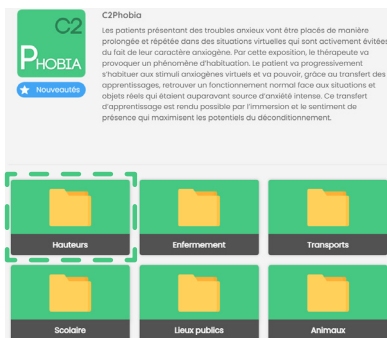 C2Phobia
C2
PHOBIA
Nouveautés
Les patients présentant des troubles anxieux vont être placés de manière
prolongée et répétée dans des situations virtuelles qui sont activement évitées
du fait de leur caractère anxiogène. Par cette exposition, le thérapeute va
provoquer un phénomène d'habituation. Le patient va progressivement
s'habituer aux stimuli anxiogènes virtuels et va pouvoir, grâce au transfert des
apprentissages, retrouver un fonctionnement normal face aux situations et
objets réels qui étaient auparavant source d'anxiété intense. Ce transfert
d'apprentissage est rendu possible par l'immersion et le sentiment de
présence qui maximisent les potentiels du déconditionnement.
Hauteurs
Enfermement
Transports
Scolaire
Lieux publics
Animaux